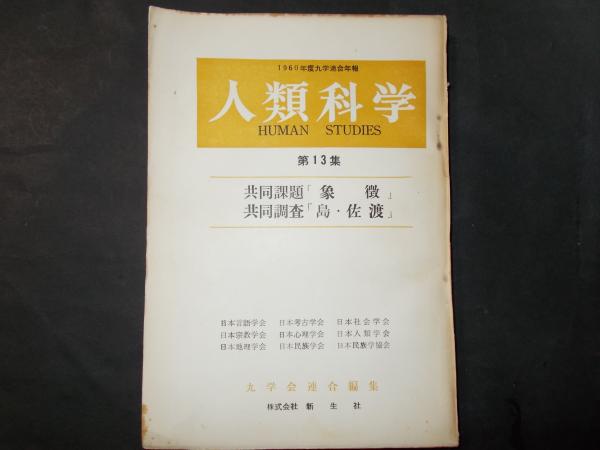 1960年度九学連合年報
人類科学
HUMAN STUDIES
第13集
共同課題「象徴」
共同調査「島・佐渡」
日本言語学会 日本考古学会 日本社会学会
日本宗教学会 日本心理学会 日本人類学会
日本地理学会 日本民族学会 日本民族学協会
九学会連合編集
株式会社 新生社